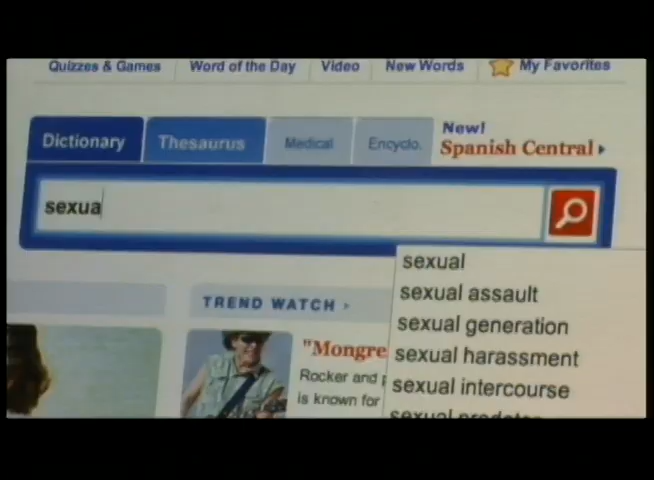 Quizzes & Games Word of the Day Video New Words My Favorites
New!
Dictionary Thesaurus Medical Encyclo. Spanish Central
sexua
sexual
sexual assault
sexual generation
sexual harassment
sexual intercourse
sexual
TREND WATCH
"Mongre
Rocker and
is known for